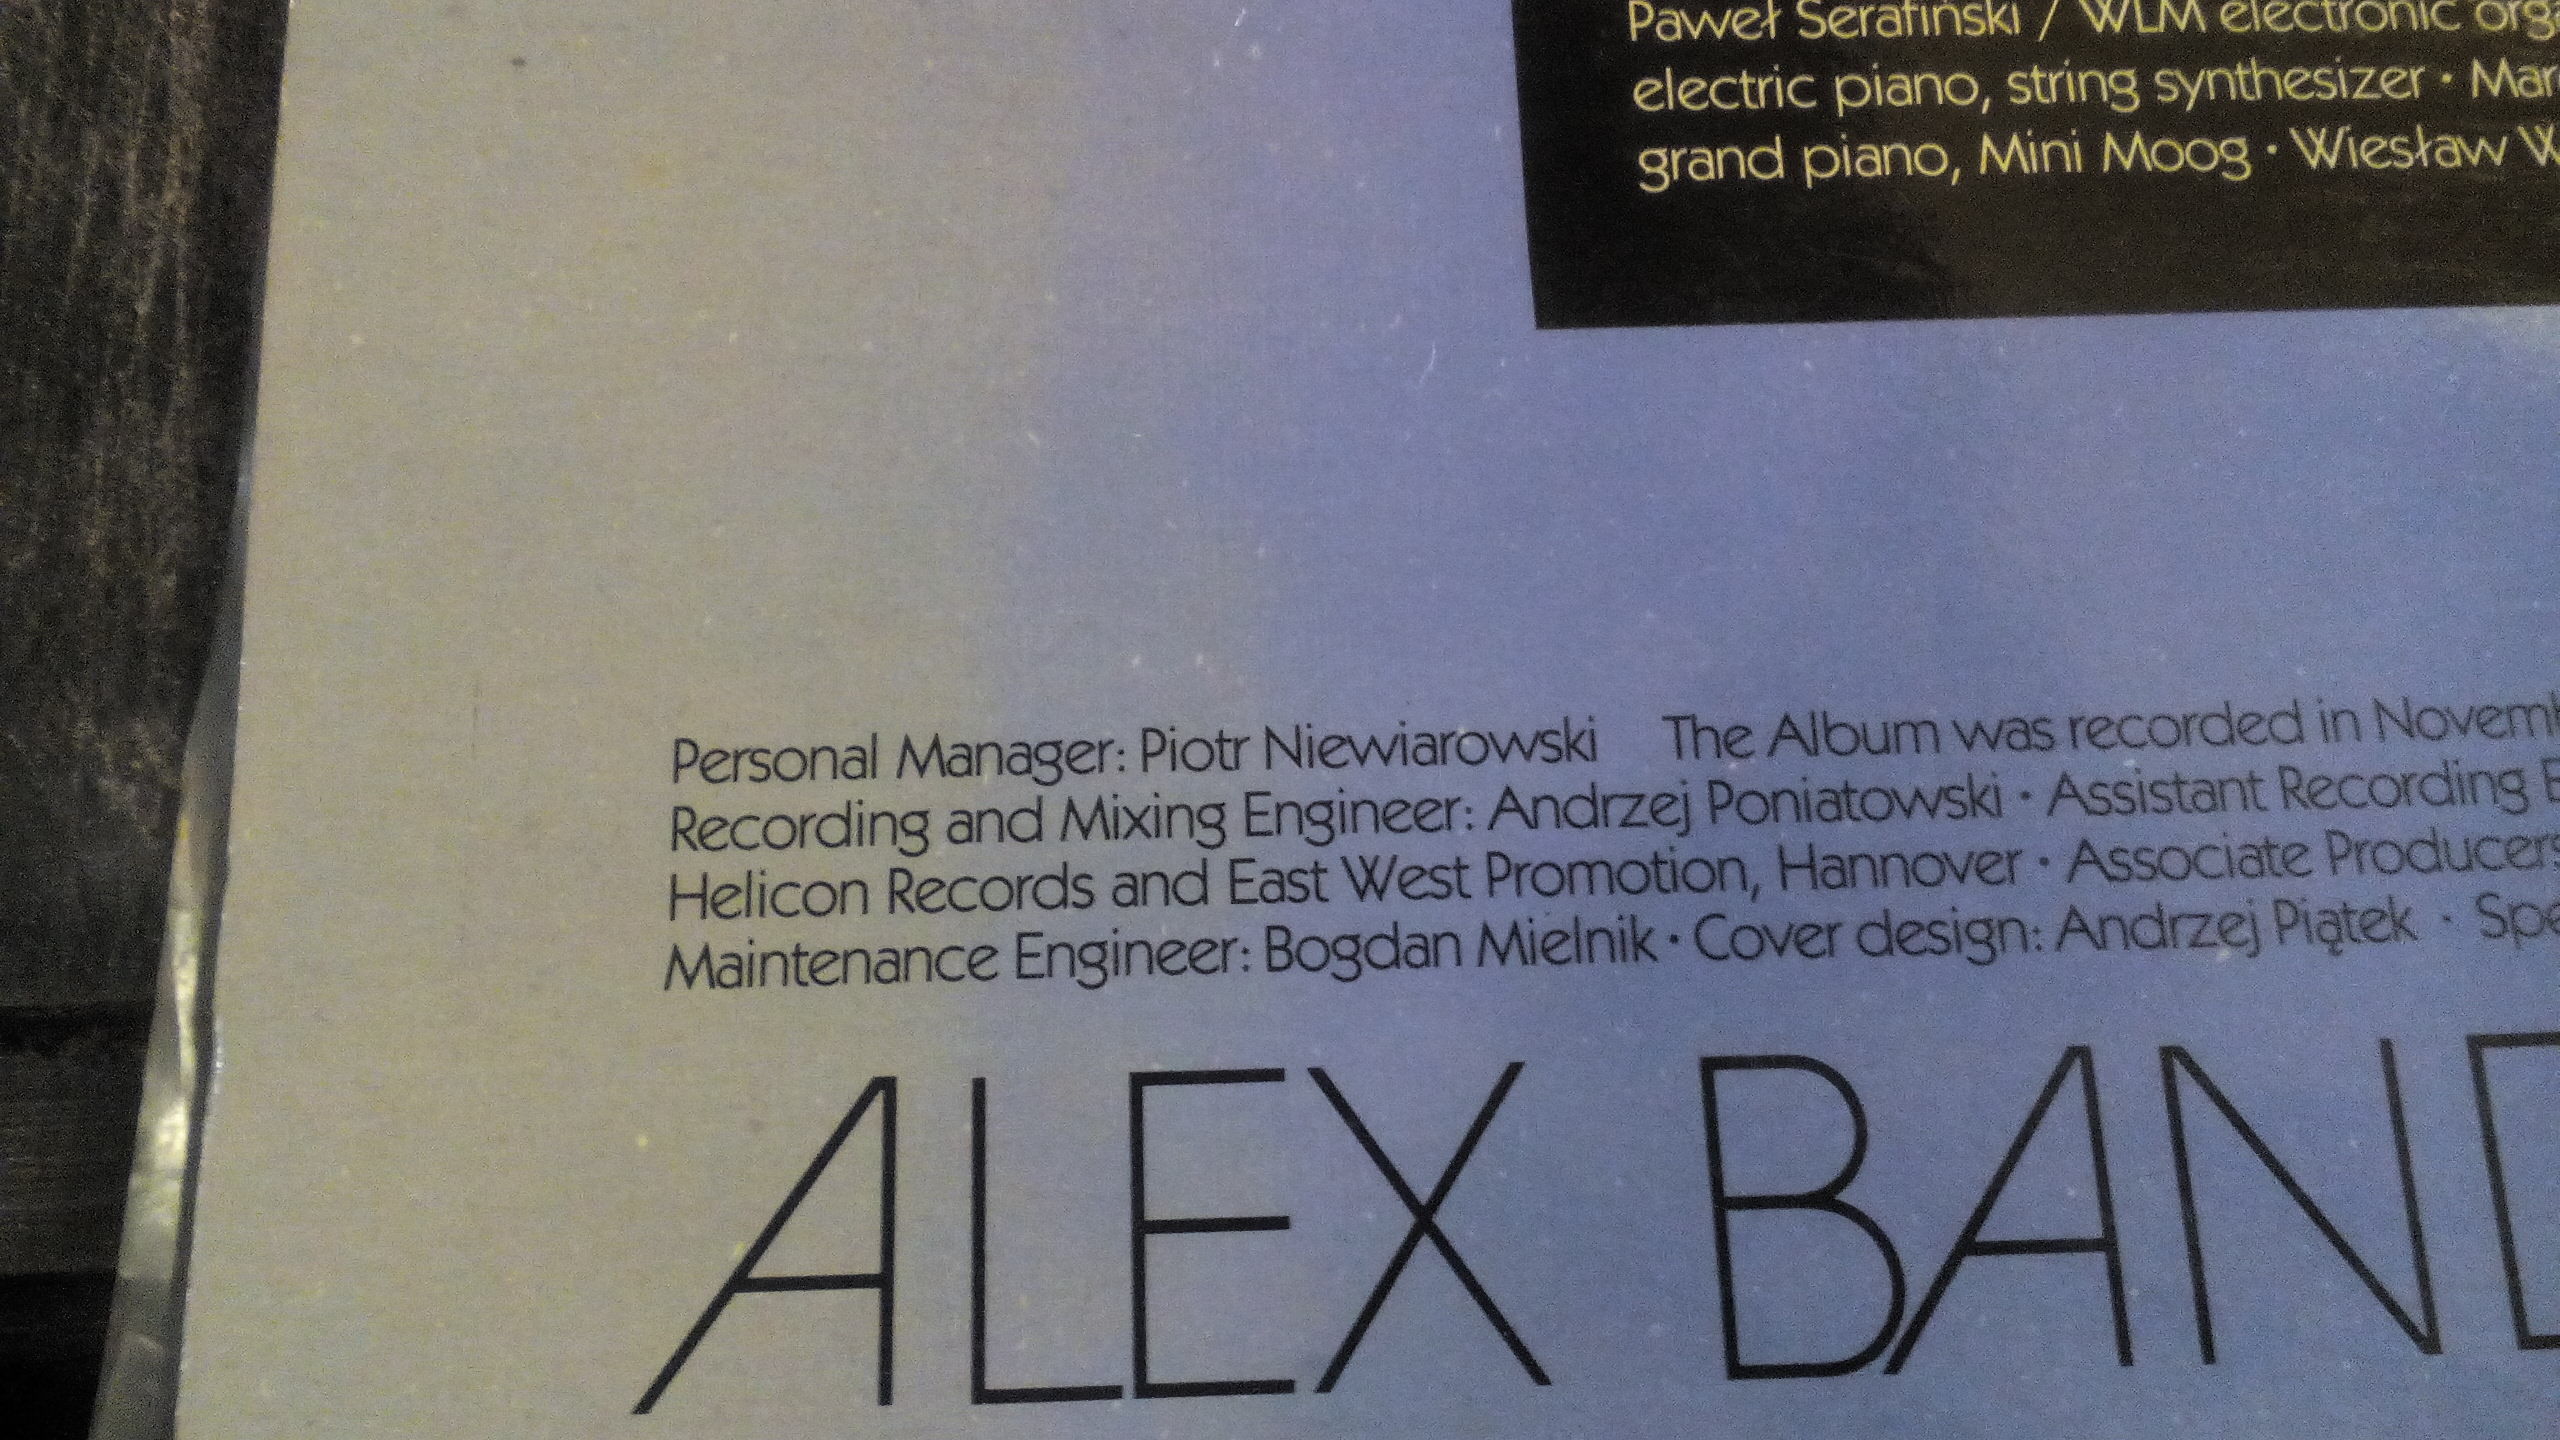 Paweł Serafiński / WLM electronic
electric piano, string synthesizer •
grand piano, Mini Moog • Wiesław
Personal Manager: Piotr Niewiarowski The Album was recorded in
Recording and Mixing Engineer: Andrzej Poniatowski • Assistant Recording
Helicon Records and East West Promotion, Hannover • Associate Producers
Maintenance Engineer: Bogdan Mielnik • Cover design: Andrzej Piątek •
ALEX BAND